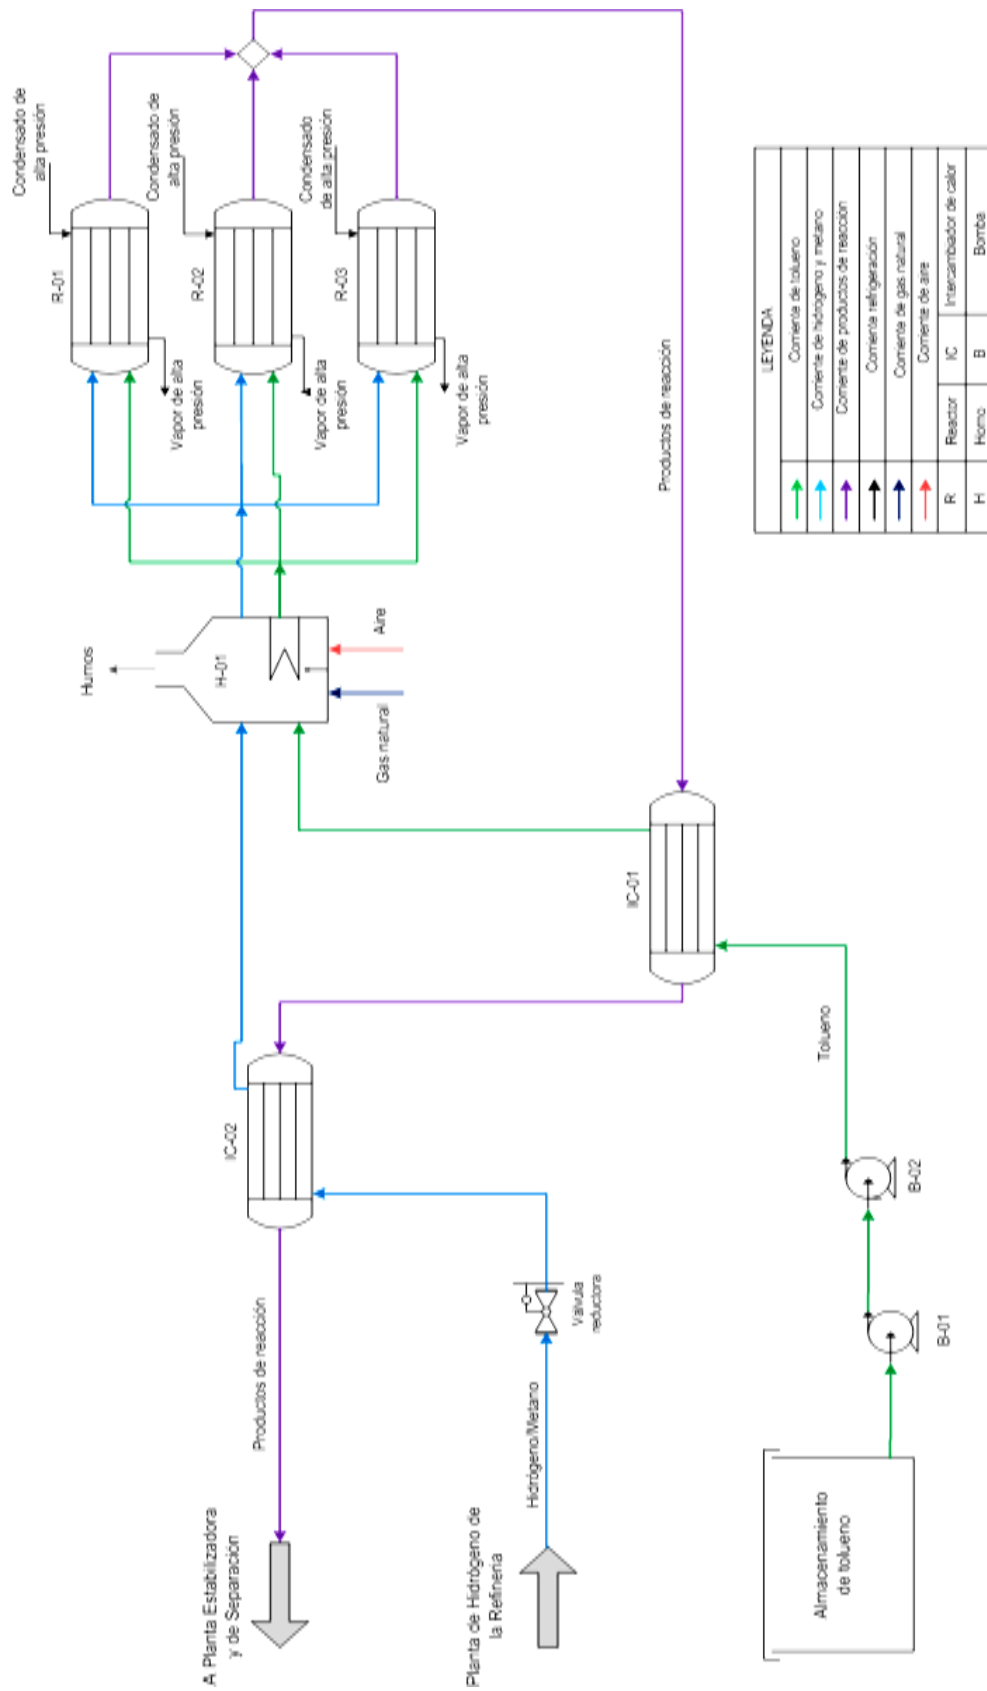 A Planta Estabilizadora
y de Separación
Productos de reacción
IC-02
Planta de Hidrógeno de
la Refinería
Hidrógeno/Metano
Válvula
reductora
Almacenamiento
de tolueno
B-01
B-02
Tolueno
IC-01
Humos
H-01
Gas natural
Aire
Productos de reacción
Condensado de
alta presión
R-01
Vapor de alta
presión
Condensado de
alta presión
R-02
Vapor de alta
presión
Condensado
de alta presión
R-03
Vapor de alta
presión
LEYENDA
Corriente de tolueno
Corriente de hidrógeno y metano
Corriente de productos de reacción
Corriente refrigeración
Corriente de gas natural
Corriente de aire
R Reactor IC Intercambiador de calor
H Horno B Bomba